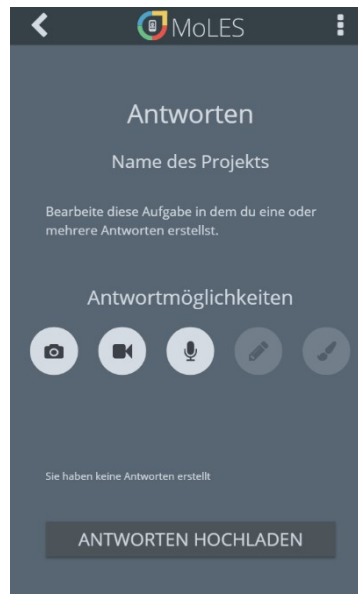 MoLES
Antworten
Name des Projekts
Bearbeite diese Aufgabe in dem du eine oder
mehrere Antworten erstellst.
Antwortmöglichkeiten
Sie haben keine Antworten erstellt
ANTWORTEN HOCHLADEN